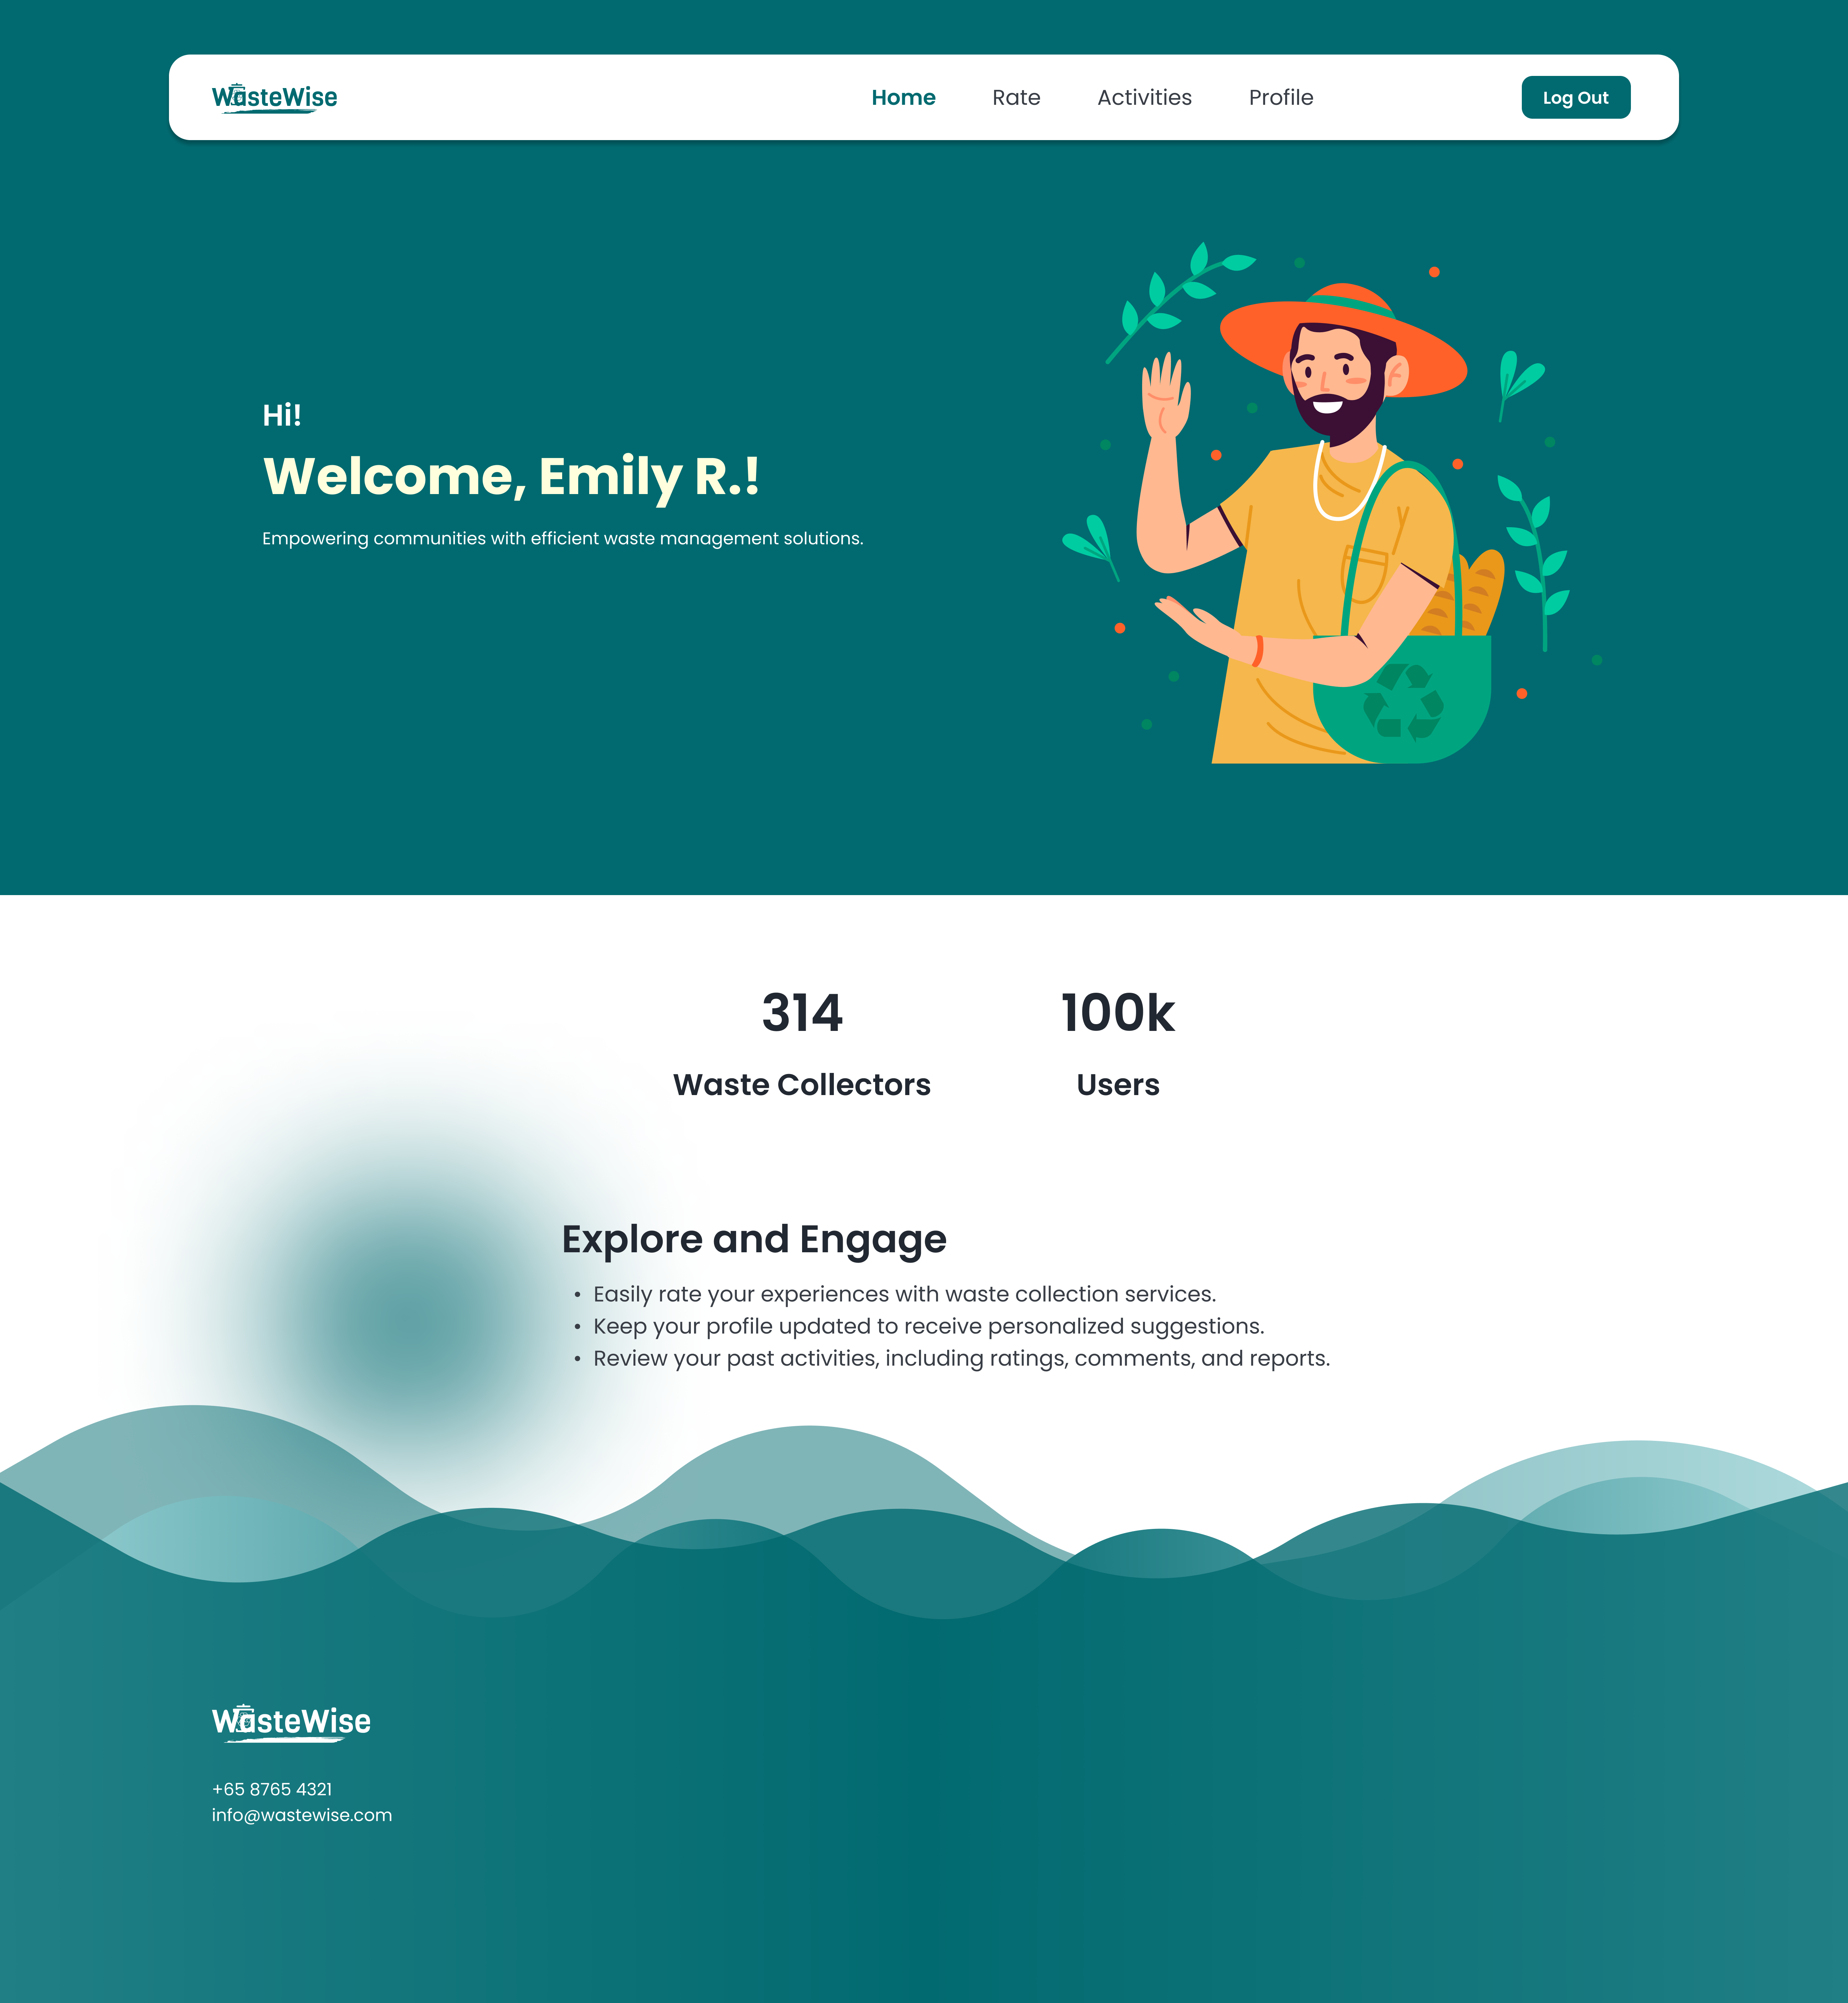 WasteWise
Home
Rate
Activities
Profile
Log Out
Hi!
Welcome, Emily R.!
Empowering communities with efficient waste management solutions.
314
100k
Waste Collectors
Users
Explore and Engage
• Easily rate your experiences with waste collection services.
• Keep your profile updated to receive personalized suggestions.
• Review your past activities, including ratings, comments, and reports.
WasteWise
+65 8765 4321
info@wastewise.com